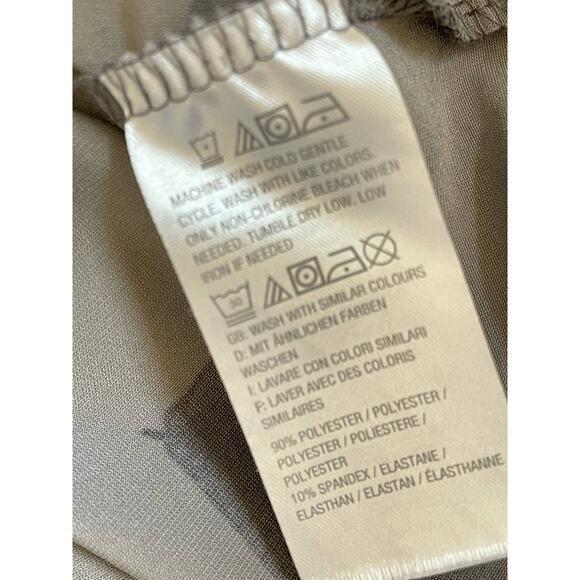 MACHINE WASH COLD GENTLE
CYCLE. WASH WITH LIKE COLORS.
ONLY NON-CHLORINE BLEACH WHEN
NEEDED. TUMBLE DRY LOW. LOW
IRON IF NEEDED
30
GB: WASH WITH SIMILAR COLOURS
D: MIT ÄHNLICHEN FARBEN
WASCHEN
I: LAVARE CON COLORI SIMILARI
F: LAVER AVEC DES COLORIS
SIMILAIRES
90% POLYESTER / POLYESTER /
POLYESTER / POLIESTERE /
POLYESTER
10% SPANDEX / ELASTANE /
ELASTHAN / ELASTAN / ÉLASTHANNE